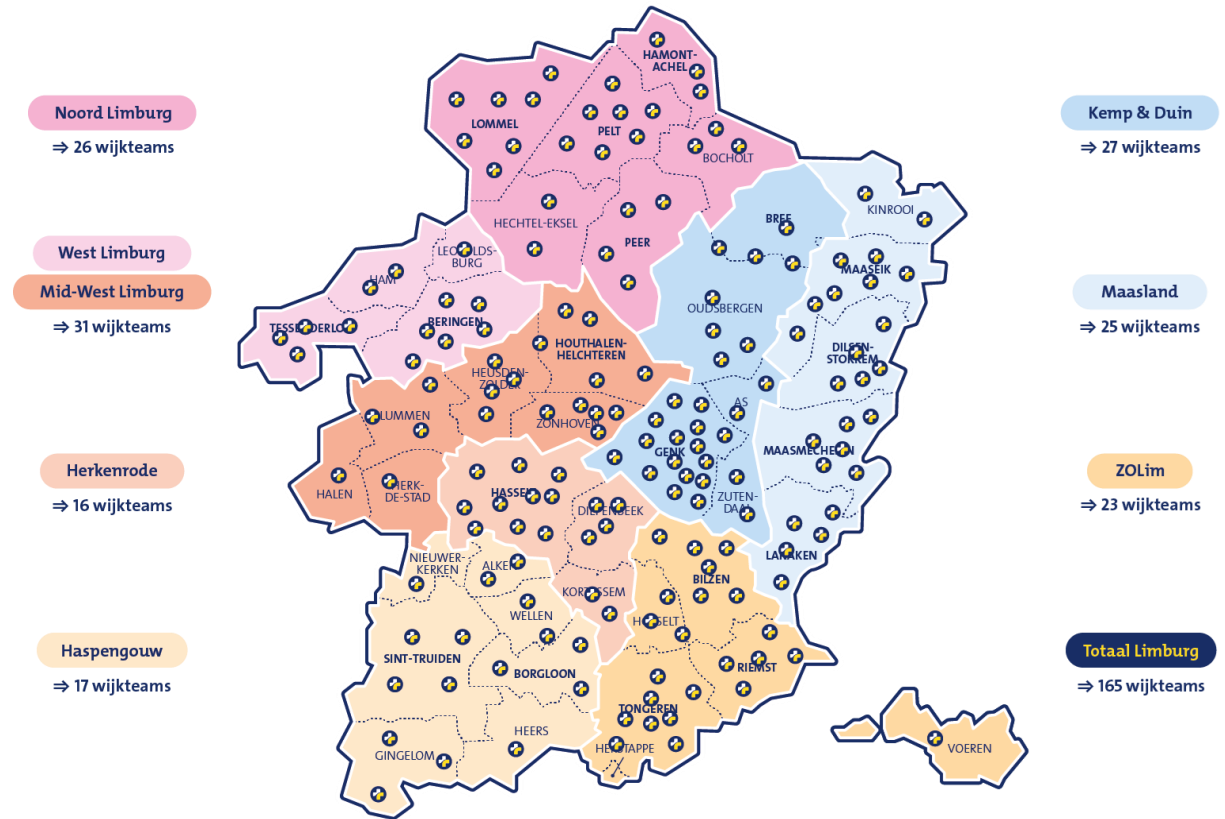 Noord Limburg
⇒ 26 wijkteams
West Limburg
Mid-West Limburg
⇒ 31 wijkteams
Herkenrode
⇒ 16 wijkteams
Haspengouw
⇒ 17 wijkteams
HAMONT-
ACHEL
LOMMEL
PELT
BOCHOLT
HECHTEL-EKSEL
PEER
BREE
KINROOI
LEOPOLDS-
BURG
HAM
MAASEIK
OUDSBERGEN
TESSENDERLO
BERINGEN
HOUTHALEN-
HELCHTEREN
DILSEN-
STOKKEM
HEUSDEN-
ZOLDER
AS
LUMMEN
ZONHOVEN
GENK
MAASMECHELEN
HALEN
HERK-
DE-STAD
HASSELT
ZUTEN-
DAAL
DIEPENBEEK
LANAKEN
NIEUWER-
KERKEN
ALKEN
BILZEN
KORTESSEM
WELLEN
HOESELT
SINT-TRUIDEN
BORGLOON
RIEMST
TONGEREN
HEERS
GINGELOM
HERSTAPPE
VOEREN
Kemp & Duin
⇒ 27 wijkteams
Maasland
⇒ 25 wijkteams
ZOLim
⇒ 23 wijkteams
Totaal Limburg
⇒ 165 wijkteams